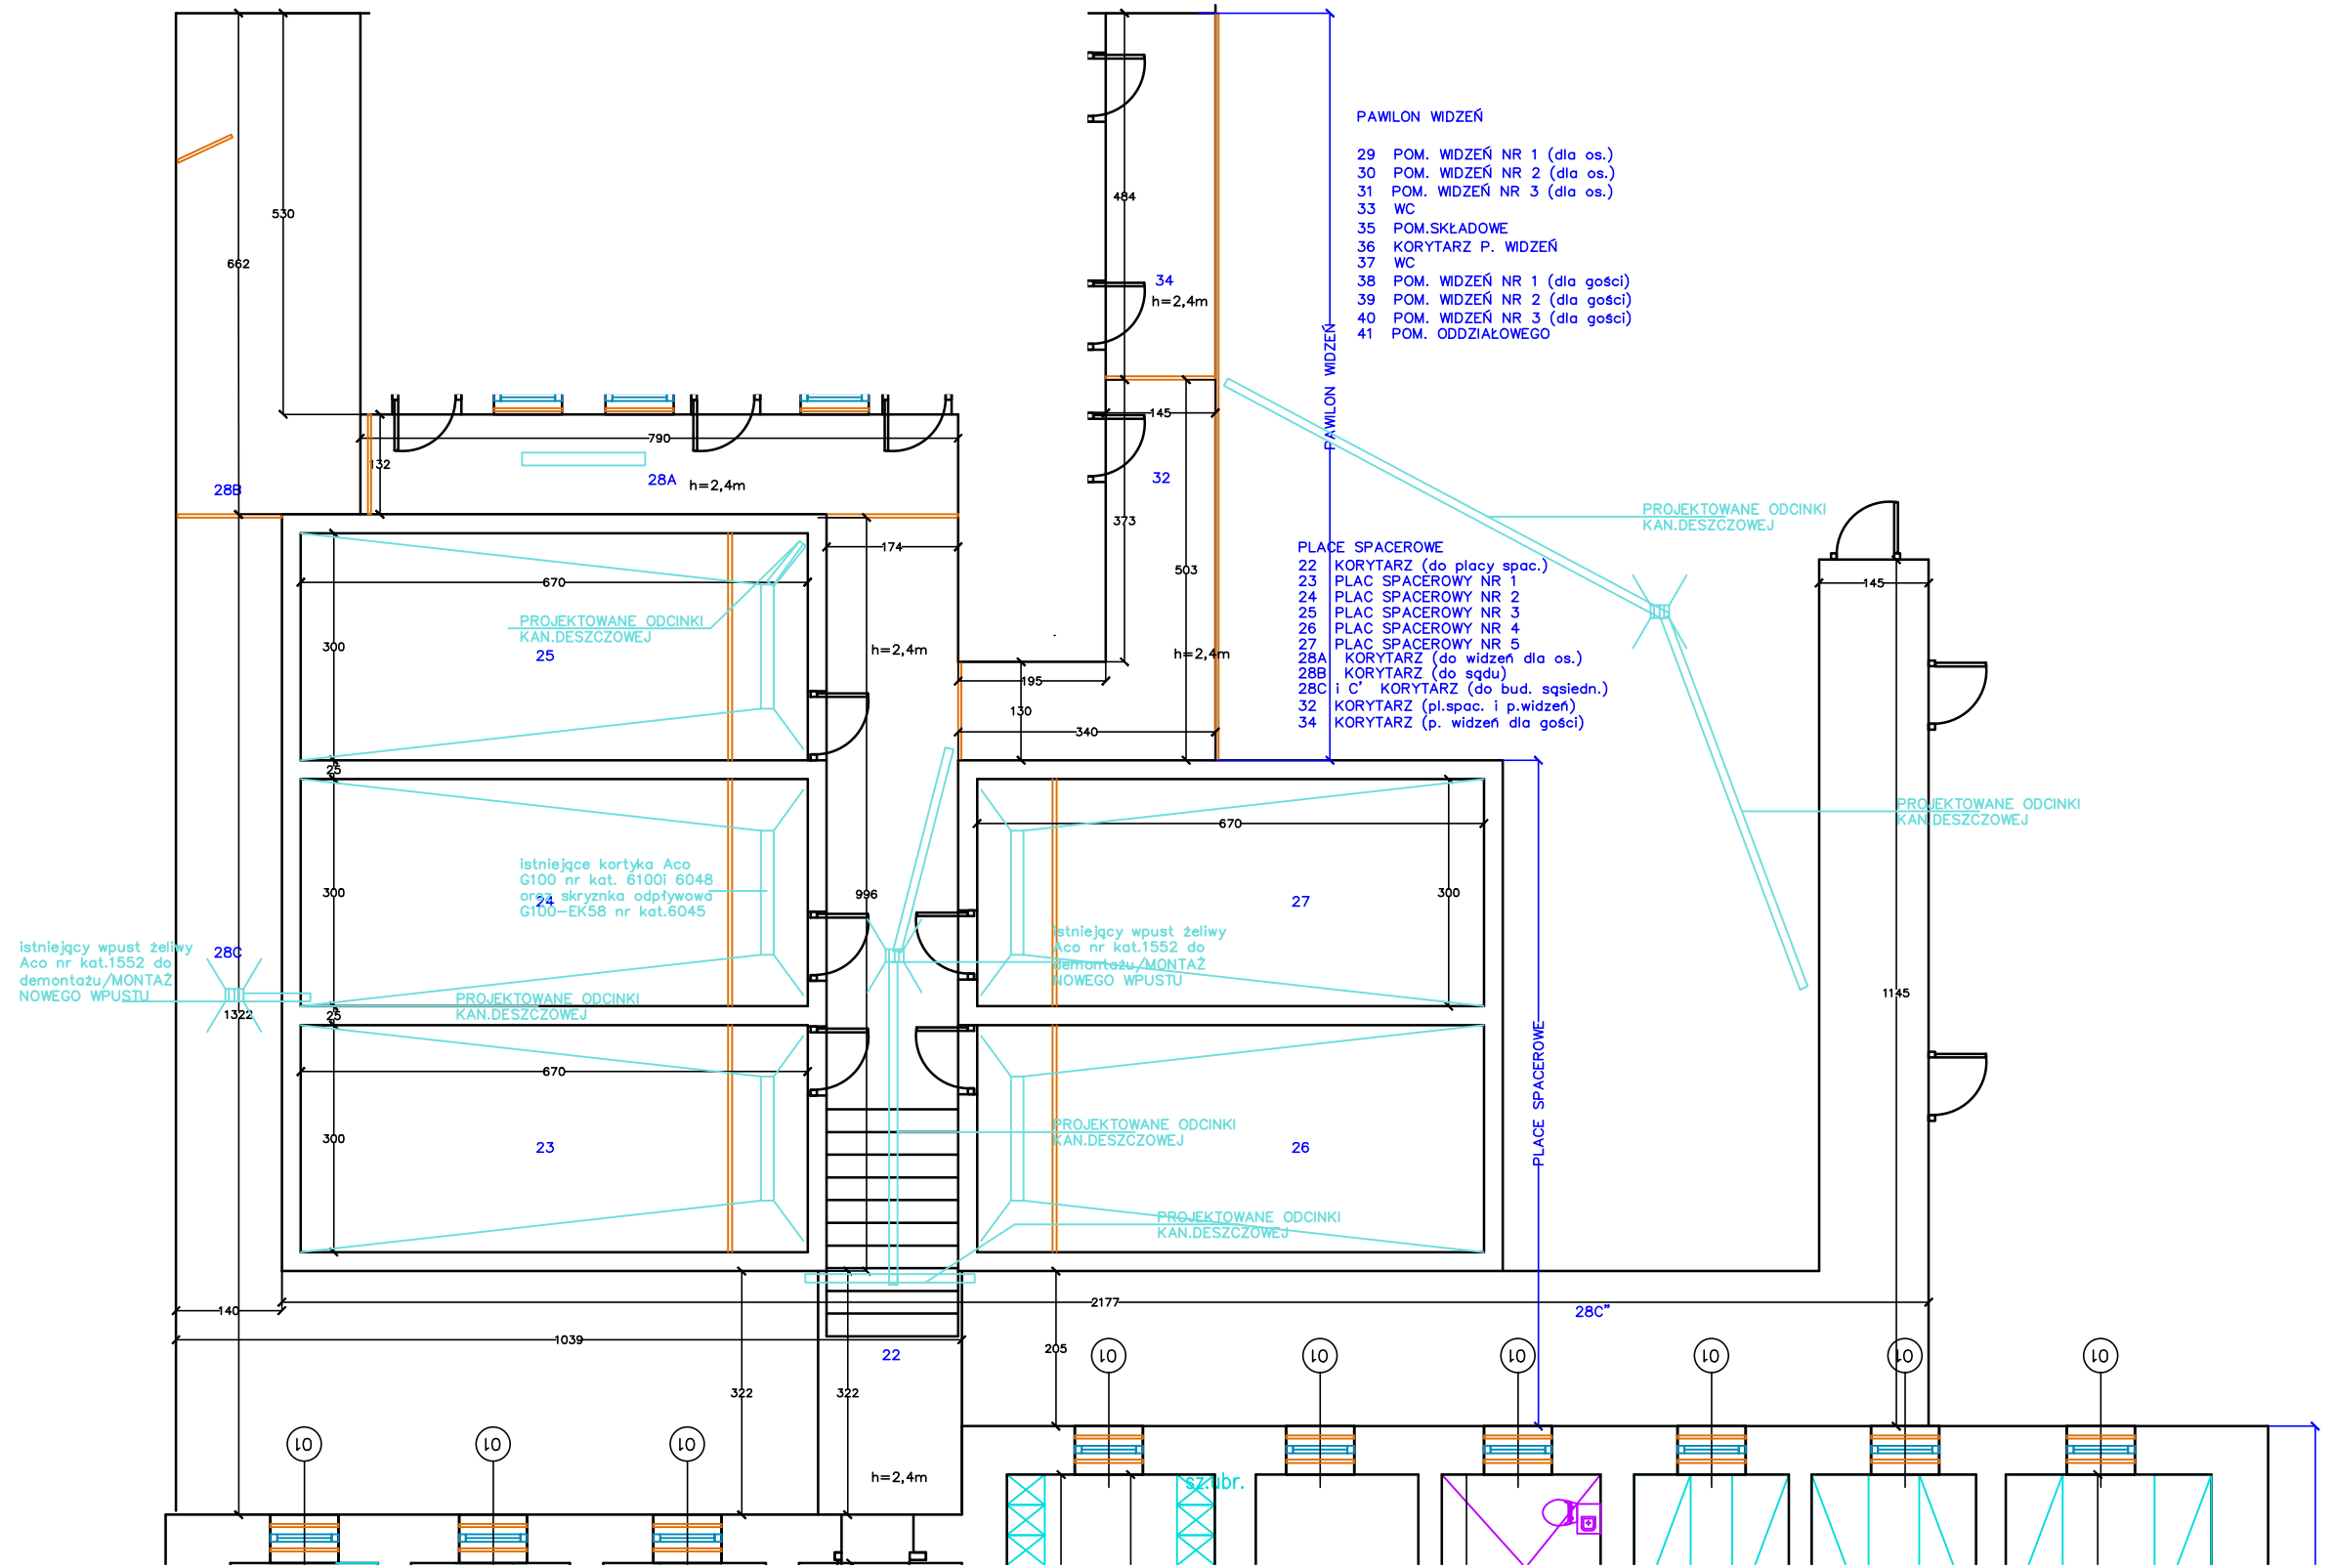 530
662
484
PAWILON WIDZEŃ
29 POM. WIDZEŃ NR 1 (dla os.)
30 POM. WIDZEŃ NR 2 (dla os.)
31 POM. WIDZEŃ NR 3 (dla os.)
33 WC
35 POM.SKŁADOWE
36 KORYTARZ P. WIDZEŃ
37 WC
38 POM. WIDZEŃ NR 1 (dla gości)
39 POM. WIDZEŃ NR 2 (dla gości)
40 POM. WIDZEŃ NR 3 (dla gości)
41 POM. ODDZIAŁOWEGO
34
h=2,4m
PAWILON WIDZEŃ
145
790
132
28A
h=2,4m
28B
32
373
174
503
PROJEKTOWANE ODCINKI
KAN.DESZCZOWEJ
670
300
PROJEKTOWANE ODCINKI
KAN.DESZCZOWEJ
25
h=2,4m
h=2,4m
195
130
340
25
PLACE SPACEROWE
22 KORYTARZ (do placy spac.)
23 PLAC SPACEROWY NR 1
24 PLAC SPACEROWY NR 2
25 PLAC SPACEROWY NR 3
26 PLAC SPACEROWY NR 4
27 PLAC SPACEROWY NR 5
28A KORYTARZ (do widzeń dla os.)
28B KORYTARZ (do sądu)
28C i C' KORYTARZ (do bud. sąsiedn.)
32 KORYTARZ (pl.spac. i p.widzeń)
34 KORYTARZ (p. widzeń dla gości)
145
PROJEKTOWANE ODCINKI
KAN.DESZCZOWEJ
670
300
996
300
istniejące kortyka Aco
G100 nr kat. 6100i 6048
oraz skryznka odpływowa
G100-EK58 nr kat.6045
24
27
istniejący wpust żeliwy
Aco nr kat.1552 do
demontażu/MONTAŻ
NOWEGO WPUSTU
28C
istniejący wpust żeliwy
Aco nr kat.1552 do
demontażu/MONTAŻ
NOWEGO WPUSTU
PROJEKTOWANE ODCINKI
KAN.DESZCZOWEJ
1322
25
1145
670
300
23
26
PROJEKTOWANE ODCINKI
KAN.DESZCZOWEJ
PLACE SPACEROWE
PROJEKTOWANE ODCINKI
KAN.DESZCZOWEJ
140
2177
28C"
1039
205
22
322
322
01
01
01
01
01
01
01
01
01
h=2,4m
sz.ubr.